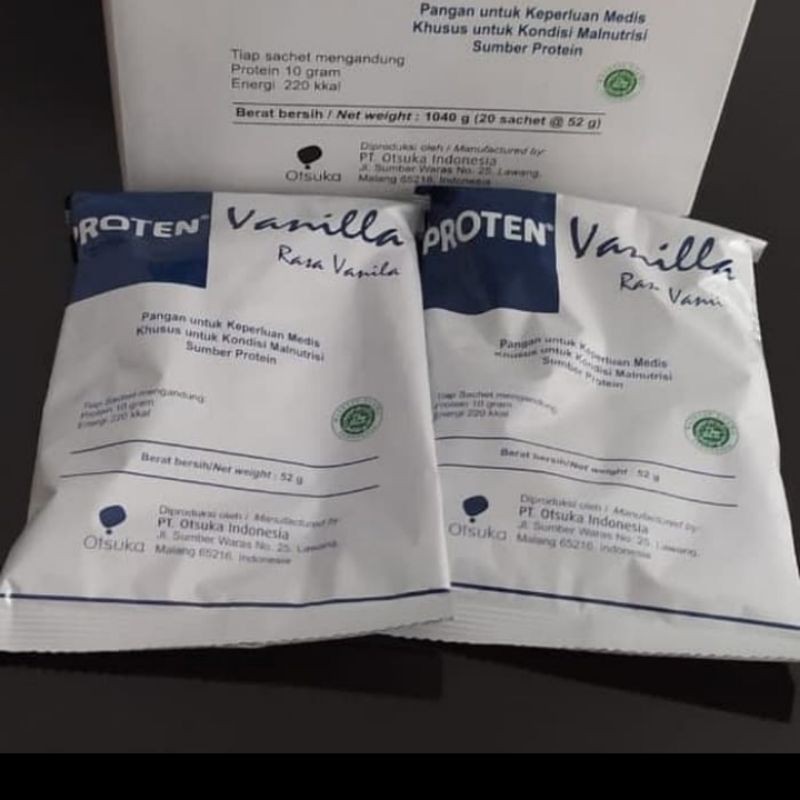 Pangan untuk Keperluan Medis
Khusus untuk Kondisi Malnutrisi
Sumber Protein
Tiap sachet mengandung
Protein 10 gram
Energi 220 kkal
Berat bersih / Net weight : 1040 g (20 sachet @ 52 g)
Diproduksi oleh / Manufactured by:
PT. Otsuka Indonesia
Jl. Sumber Waras No. 25, Lawang,
Malang 65216, Indonesia
Otsuka
PROTEN
Vanilla
Rasa Vanila
Pangan untuk Keperluan Medis
Khusus untuk Kondisi Malnutrisi
Sumber Protein
Tiap Sachet mengandung:
Protein 10 gram
Energi 220 kkal
Berat bersih/Net weight : 52 g
Diproduksi oleh / Manufactured by:
PT. Otsuka Indonesia
Jl. Sumber Waras No. 25, Lawang,
Malang 65216, Indonesia
Otsuka
PROTEN
Vanilla
Pangan untuk Keperluan Medis
Khusus untuk Kondisi Malnutrisi
Sumber Protein
Tiap Sachet mengandung
Protein 10 gram
Energi 220 kkal
Berat bersih/Net weight : 52 g
Diproduksi oleh / Manufactured by:
PT. Otsuka Indonesia
Jl. Sumber Waras No. 25, Lawang,
Malang 65216, Indonesia
Otsuka